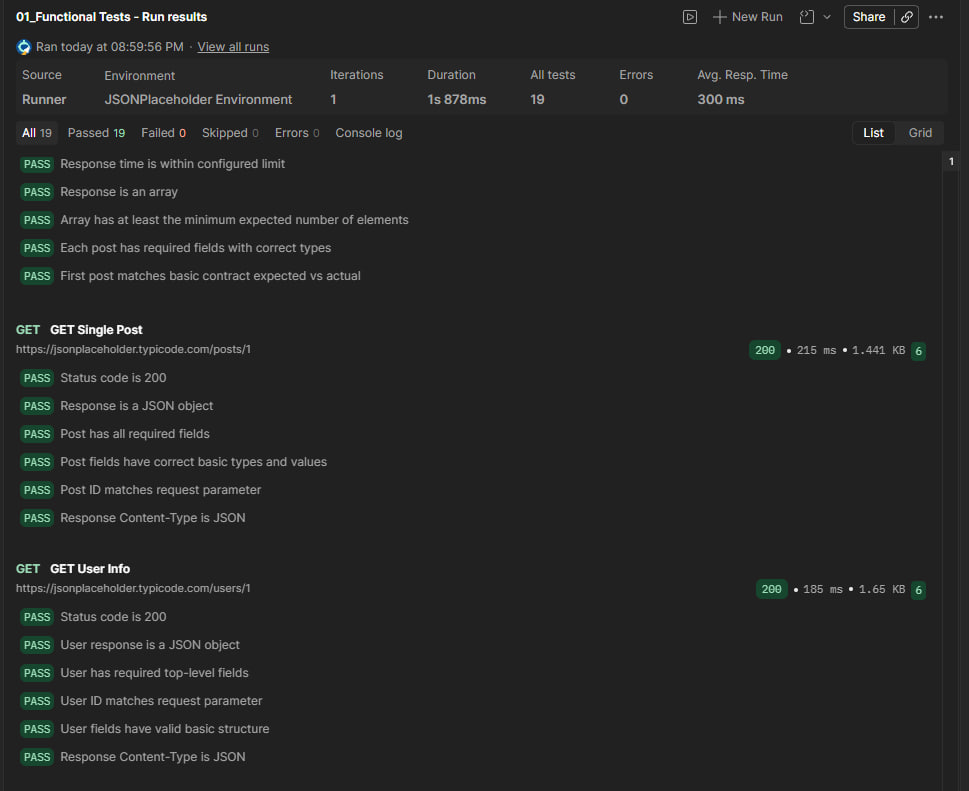 01_Functional Tests - Run results
New Run
Share
Ran today at 08:59:56 PM · View all runs
Source Environment Iterations Duration All tests Errors Avg. Resp. Time
Runner JSONPlaceholder Environment 1 1s 878ms 19 0 300 ms
All 19 Passed 19 Failed 0 Skipped 0 Errors 0 Console log List Grid
PASS Response time is within configured limit
1
PASS Response is an array
PASS Array has at least the minimum expected number of elements
PASS Each post has required fields with correct types
PASS First post matches basic contract expected vs actual
GET GET Single Post
https://jsonplaceholder.typicode.com/posts/1 200 • 215 ms • 1.441 KB 6
PASS Status code is 200
PASS Response is a JSON object
PASS Post has all required fields
PASS Post fields have correct basic types and values
PASS Post ID matches request parameter
PASS Response Content-Type is JSON
GET GET User Info
https://jsonplaceholder.typicode.com/users/1 200 • 185 ms • 1.65 KB 6
PASS Status code is 200
PASS User response is a JSON object
PASS User has required top-level fields
PASS User ID matches request parameter
PASS User fields have valid basic structure
PASS Response Content-Type is JSON